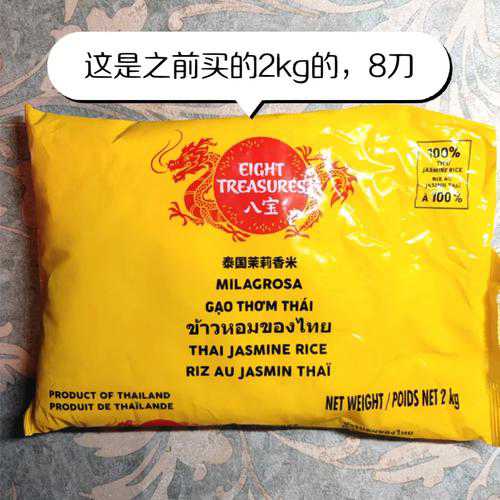 这是之前买的2kg的，8刀
EIGHT
TREASURES
八宝
100%
THAI
JASMINE RICE
RIZ AU
JASMIN THAÏ
À 100%
泰国茉莉香米
MILAGROSA
GẠO THƠM THÁI
ข้าวหอมของไทย
THAI JASMINE RICE
RIZ AU JASMIN THAÏ
PRODUCT OF THAILAND
PRODUIT DE THAÏLANDE
NET WEIGHT / POIDS NET 2 kg